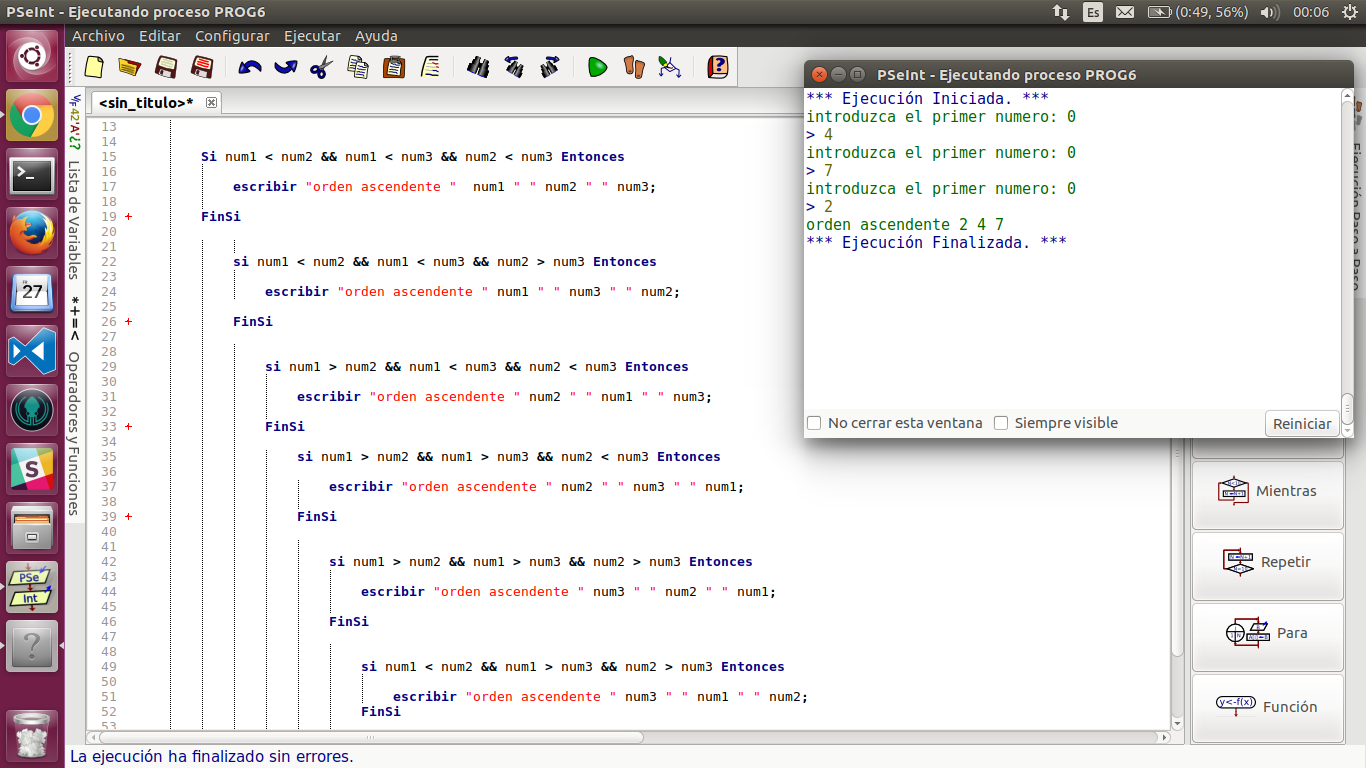 PSeInt - Ejecutando proceso PROG6
Es
(0:49, 56%)
00:06
Archivo Editar Configurar Ejecutar Ayuda
<sin_titulo>*
PSeInt - Ejecutando proceso PROG6
*** Ejecución Iniciada. ***
introduzca el primer numero: 0
> 4
introduzca el primer numero: 0
> 7
introduzca el primer numero: 0
> 2
orden ascendente 2 4 7
*** Ejecución Finalizada. ***
No cerrar esta ventana
Siempre visible
Reiniciar
Lista de Variables
*+=< Operadores y Funciones
13
14
15 Si num1 < num2 && num1 < num3 && num2 < num3 Entonces
16
17 escribir "orden ascendente "  num1 " " num2 " " num3;
18
19 + FinSi
20
21
22 si num1 < num2 && num1 < num3 && num2 > num3 Entonces
23
24 escribir "orden ascendente " num1 " " num3 " " num2;
25
26 + FinSi
27
28
29 si num1 > num2 && num1 < num3 && num2 < num3 Entonces
30
31 escribir "orden ascendente " num2 " " num1 " " num3;
32
33 + FinSi
34
35 si num1 > num2 && num1 > num3 && num2 < num3 Entonces
36
37 escribir "orden ascendente " num2 " " num3 " " num1;
38
39 + FinSi
40
41
42 si num1 > num2 && num1 > num3 && num2 > num3 Entonces
43
44 escribir "orden ascendente " num3 " " num2 " " num1;
45
46 FinSi
47
48
49 si num1 < num2 && num1 > num3 && num2 > num3 Entonces
50
51 escribir "orden ascendente " num3 " " num1 " " num2;
52 FinSi
53
Mientras
Repetir
Para
y<-f(x)
Función
27
S
PSe
Int
?
La ejecución ha finalizado sin errores.